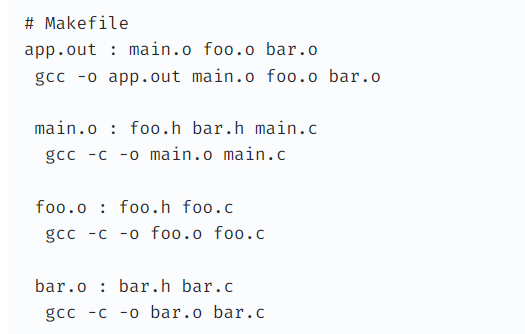 # Makefile
app.out : main.o foo.o bar.o
gcc -o app.out main.o foo.o bar.o
main.o : foo.h bar.h main.c
gcc -c -o main.o main.c
foo.o : foo.h foo.c
gcc -c -o foo.o foo.c
bar.o : bar.h bar.c
gcc -c -o bar.o bar.c